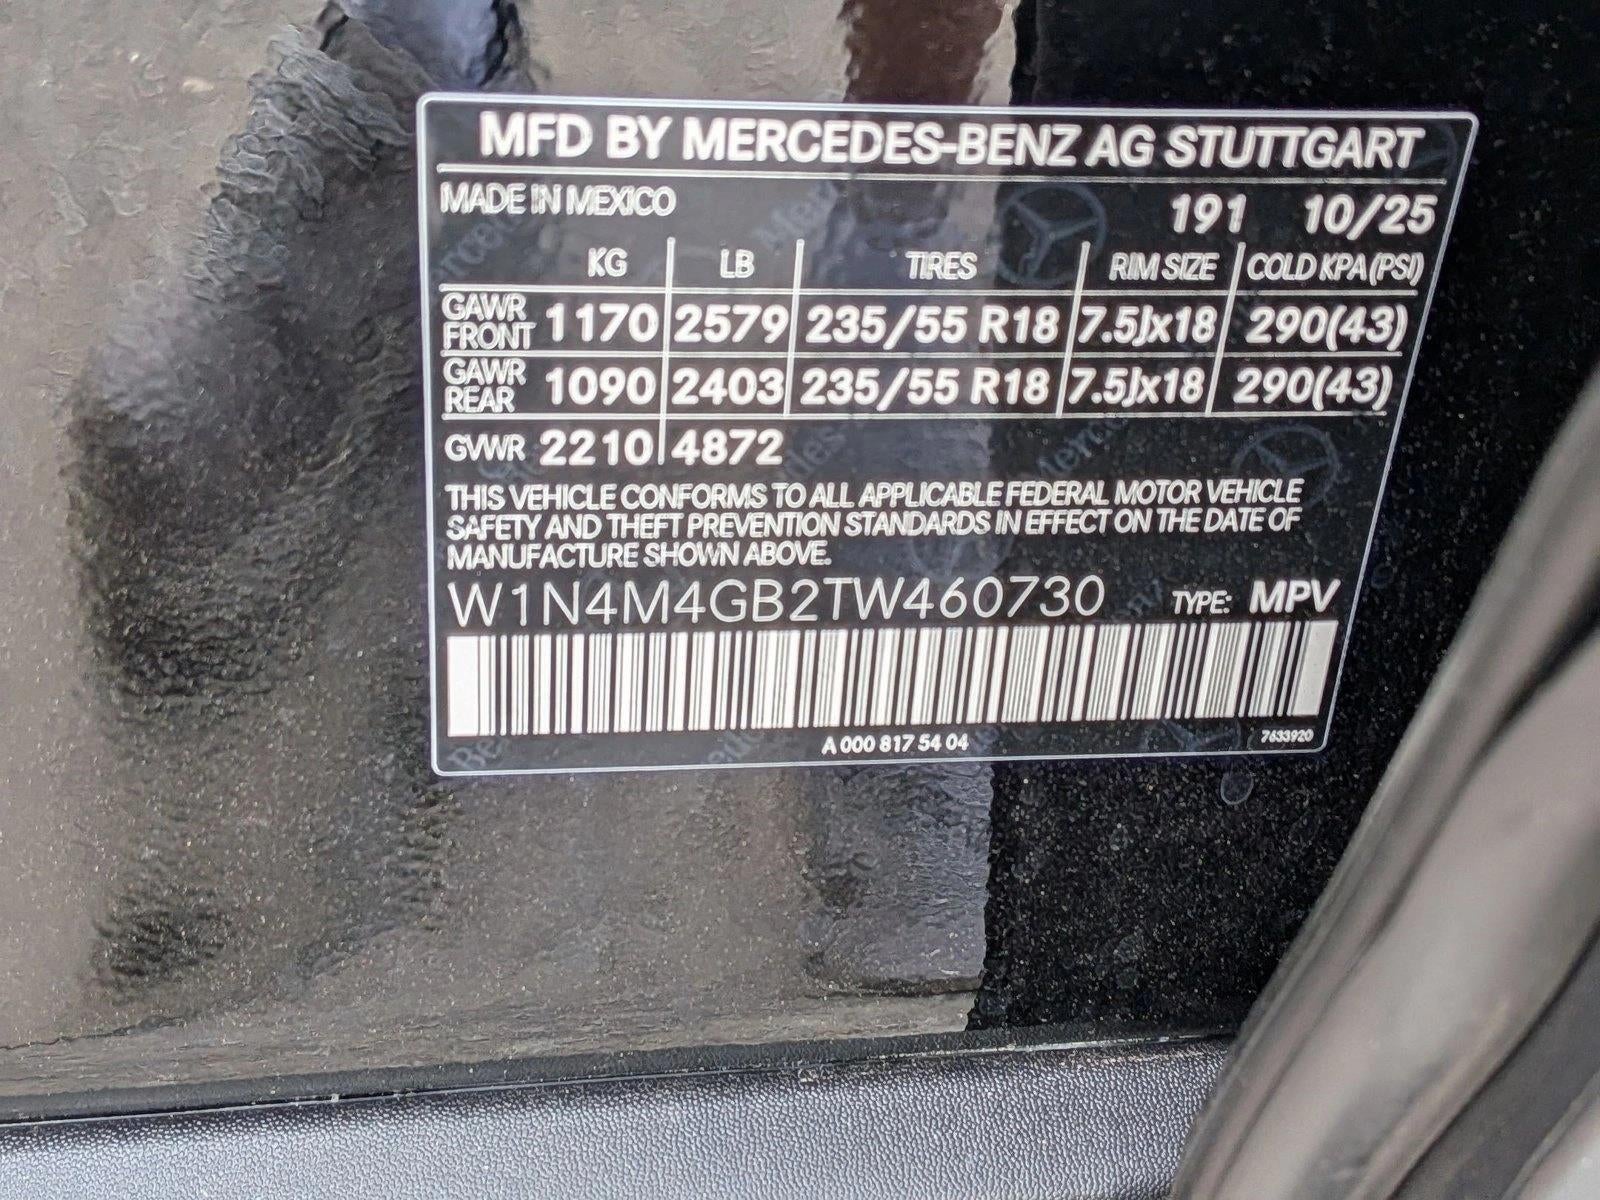 MFD BY MERCEDES-BENZ AG STUTTGART
MADE IN MEXICO 191 10/25
KG LB TIRES RIM SIZE COLD KPA(PSI)
GAWR FRONT 1170 2579 235/55 R18 7.5Jx18 290(43)
GAWR REAR 1090 2403 235/55 R18 7.5Jx18 290(43)
GVWR 2210 4872
THIS VEHICLE CONFORMS TO ALL APPLICABLE FEDERAL MOTOR VEHICLE
SAFETY AND THEFT PREVENTION STANDARDS IN EFFECT ON THE DATE OF
MANUFACTURE SHOWN ABOVE.
W1N4M4GB2TW460730 TYPE: MPV
A 000 817 54 04 7633920